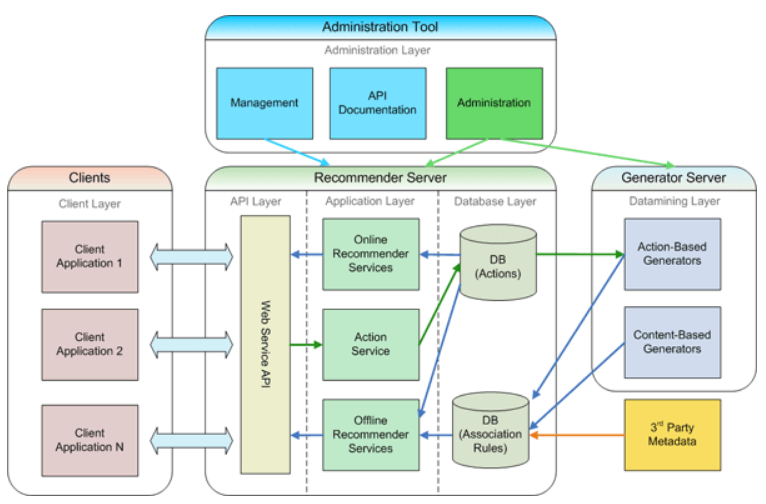 Administration Tool
Administration Layer
Management
API
Documentation
Administration
Clients
Client Layer
Client
Application 1
Client
Application 2
Client
Application N
Recommender Server
API Layer
Application Layer
Database Layer
Web Service API
Online
Recommender
Services
Action
Service
Offline
Recommender
Services
DB
(Actions)
DB
(Association
Rules)
Generator Server
Datamining Layer
Action-Based
Generators
Content-Based
Generators
3rd Party
Metadata